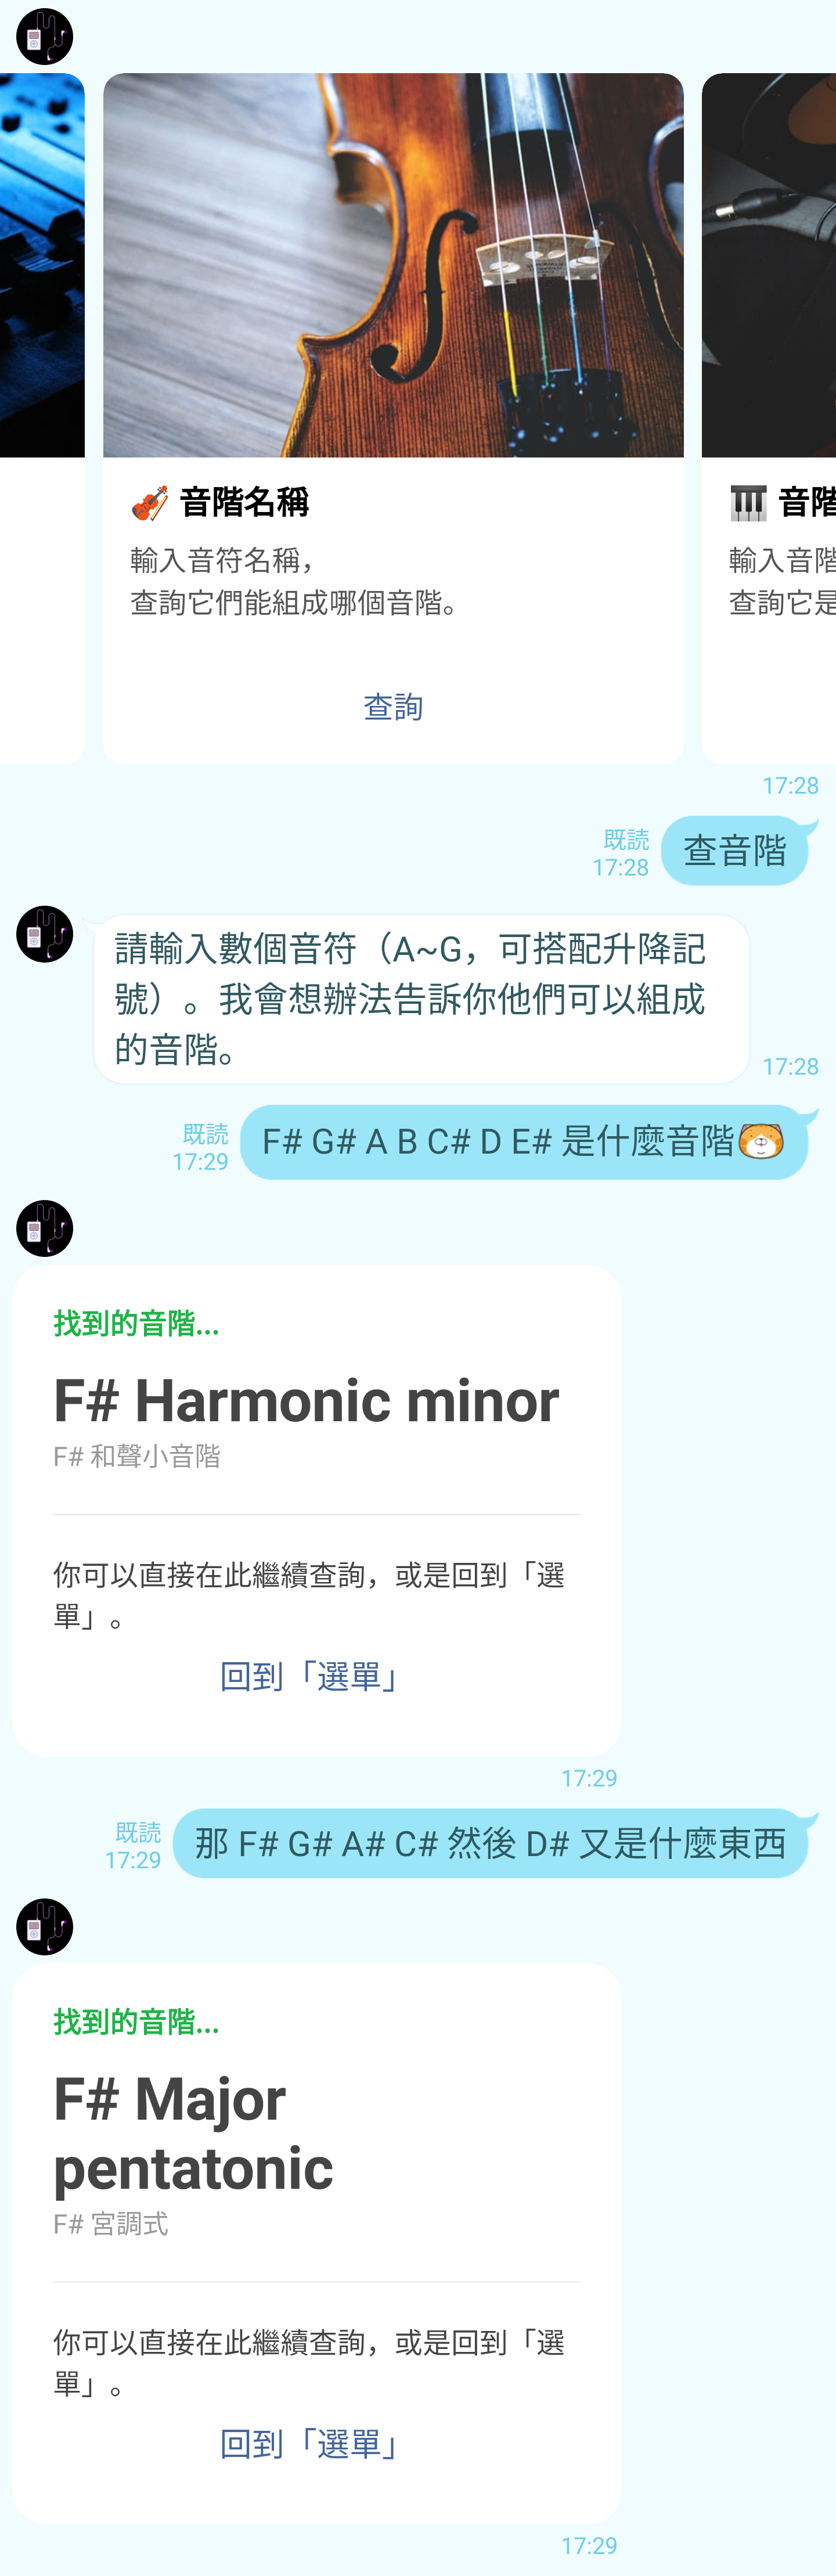 🎻 音階名稱
輸入音符名稱，
查詢它們能組成哪個音階。
查詢
🎹 音階
輸入音階
查詢它是
17:28
查音階
既読
17:28
請輸入數個音符（A~G，可搭配升降記
號）。我會想辦法告訴你他們可以組成
的音階。
17:28
F# G# A B C# D E# 是什麼音階
既読
17:29
找到的音階...
F# Harmonic minor
F# 和聲小音階
你可以直接在此繼續查詢，或是回到「選
單」。
回到「選單」
17:29
那 F# G# A# C# 然後 D# 又是什麼東西
既読
17:29
找到的音階...
F# Major
pentatonic
F# 宮調式
你可以直接在此繼續查詢，或是回到「選
單」。
回到「選單」
17:29